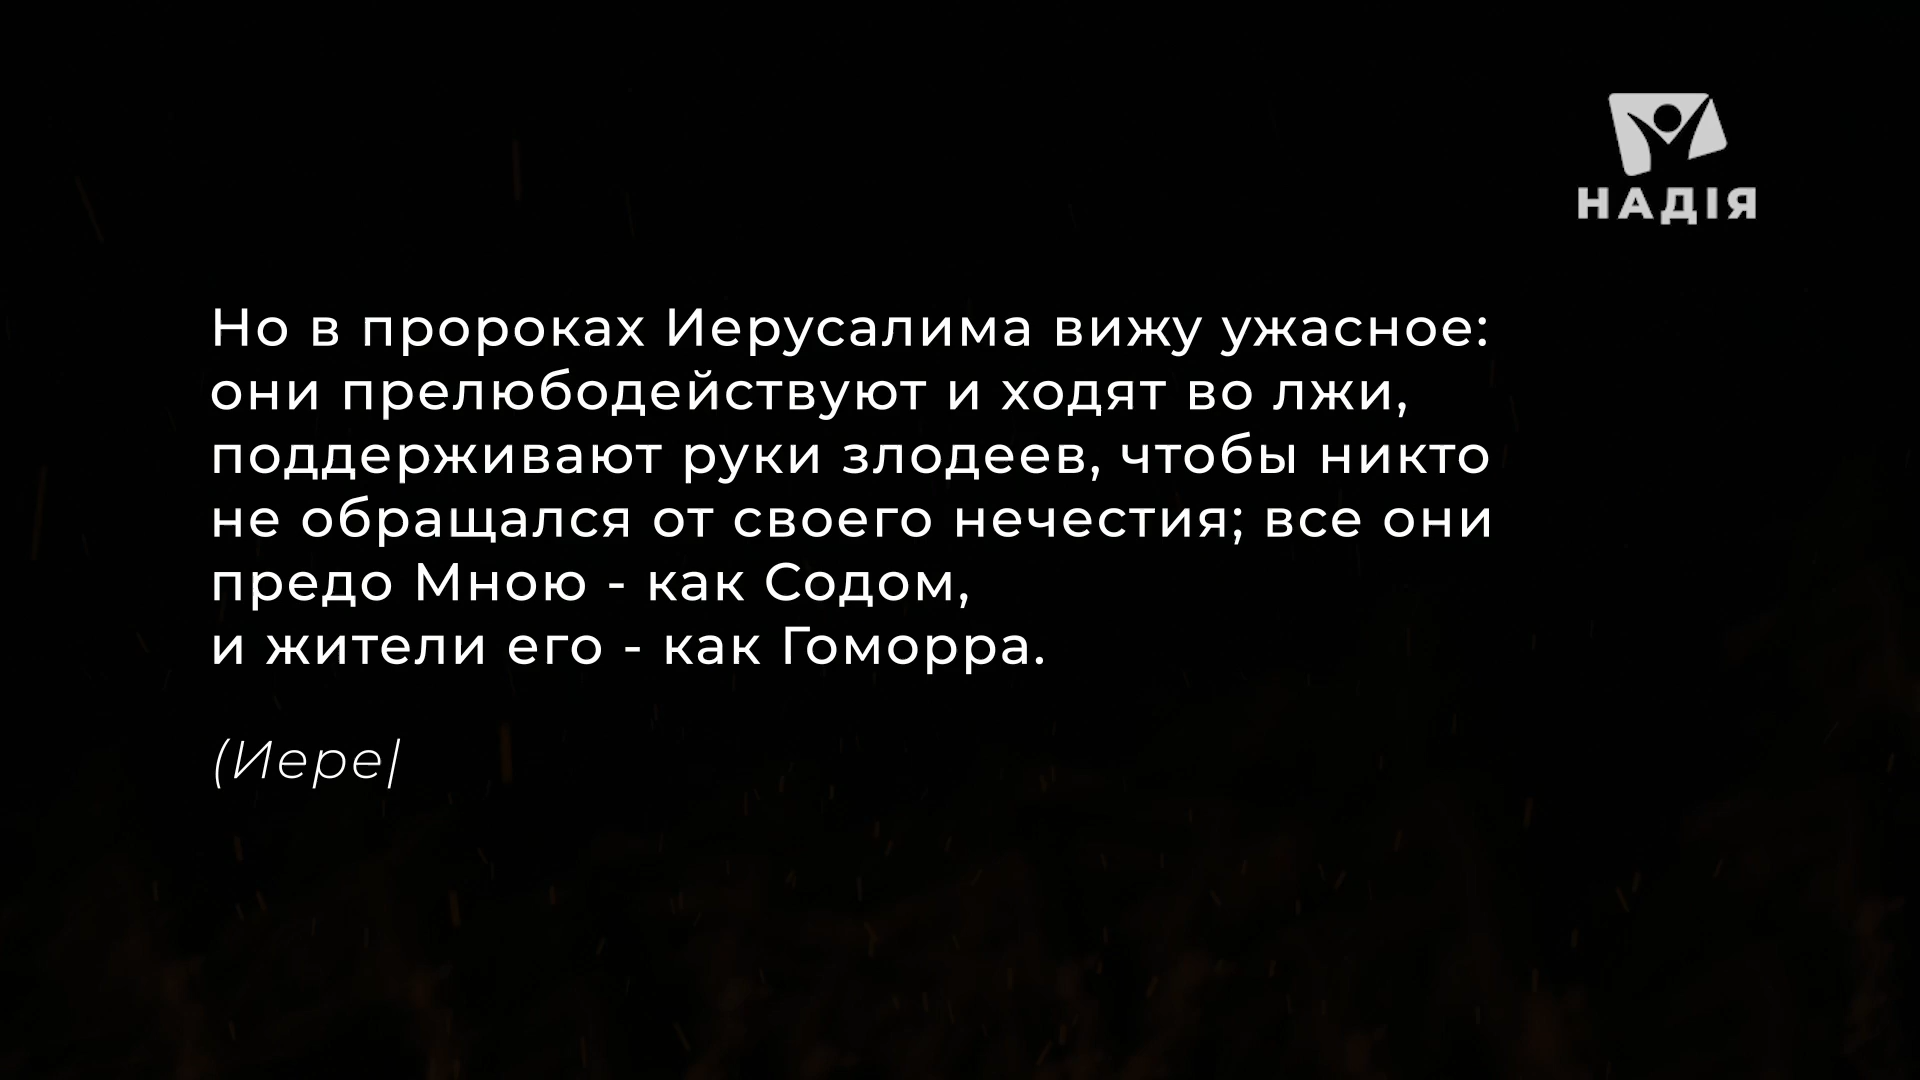 НАДІЯ
Но в пророках Иерусалима вижу ужасное:
они прелюбодействуют и ходят во лжи,
поддерживают руки злодеев, чтобы никто
не обращался от своего нечестия; все они
предо Мною - как Содом,
и жители его - как Гоморра.
(Иере|